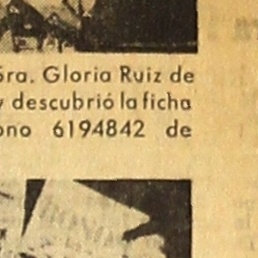 Sra. Gloria Ruiz de
y descubrió la ficha
ono 6194842 de